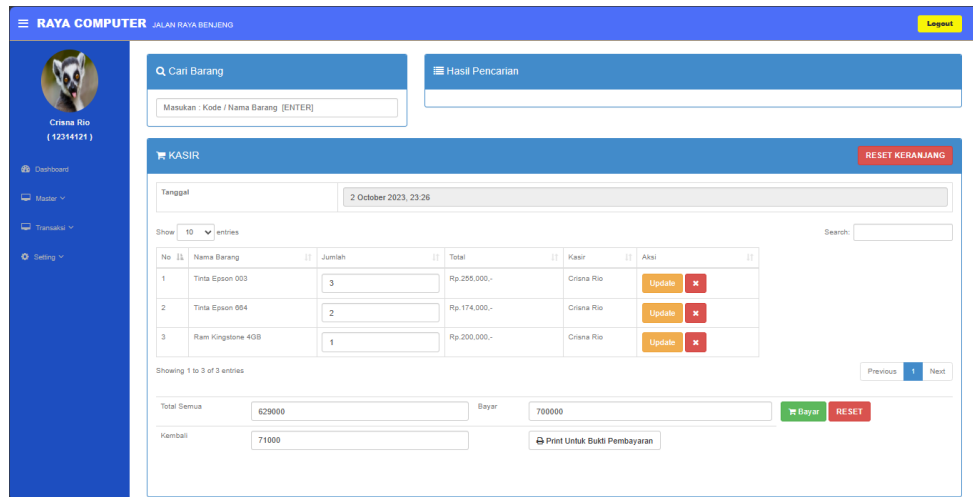 RAYA COMPUTER JALAN RAYA BENJENG
Logout
Crisna Rio
( 12314121 )
Dashboard
Master
Transaksi
Setting
Cari Barang
Masukan : Kode / Nama Barang [ENTER]
Hasil Pencarian
KASIR
RESET KERANJANG
Tanggal
2 October 2023, 23:26
Show 10 entries
Search:
No Nama Barang Jumlah Total Kasir Aksi
1 Tinta Epson 003 3 Rp.255,000,- Crisna Rio Update
2 Tinta Epson 664 2 Rp.174,000,- Crisna Rio Update
3 Ram Kingstone 4GB 1 Rp.200,000,- Crisna Rio Update
Showing 1 to 3 of 3 entries
Previous 1 Next
Total Semua 629000 Bayar 700000 Bayar RESET
Kembali 71000 Print Untuk Bukti Pembayaran